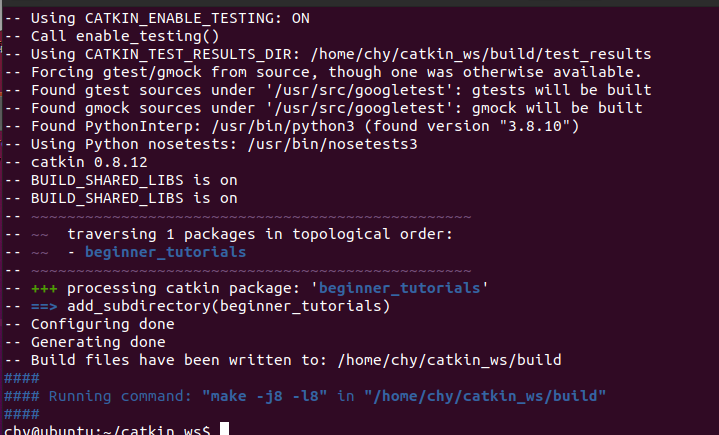 -- Using CATKIN_ENABLE_TESTING: ON
-- Call enable_testing()
-- Using CATKIN_TEST_RESULTS_DIR: /home/chy/catkin_ws/build/test_results
-- Forcing gtest/gmock from source, though one was otherwise available.
-- Found gtest sources under '/usr/src/googletest': gtests will be built
-- Found gmock sources under '/usr/src/googletest': gmock will be built
-- Found PythonInterp: /usr/bin/python3 (found version "3.8.10")
-- Using Python nosetests: /usr/bin/nosetests3
-- catkin 0.8.12
-- BUILD_SHARED_LIBS is on
-- BUILD_SHARED_LIBS is on
-- ~~~~~~~~~~~~~~~~~~~~~~~~~~~~~~~~~~~~~~~~~~~~~~~~~
-- ~~  traversing 1 packages in topological order:
-- ~~  - beginner_tutorials
-- ~~~~~~~~~~~~~~~~~~~~~~~~~~~~~~~~~~~~~~~~~~~~~~~~~
-- +++ processing catkin package: 'beginner_tutorials'
-- ==> add_subdirectory(beginner_tutorials)
-- Configuring done
-- Generating done
-- Build files have been written to: /home/chy/catkin_ws/build
####
#### Running command: "make -j8 -l8" in "/home/chy/catkin_ws/build"
####
chy@ubuntu:~/catkin_ws$